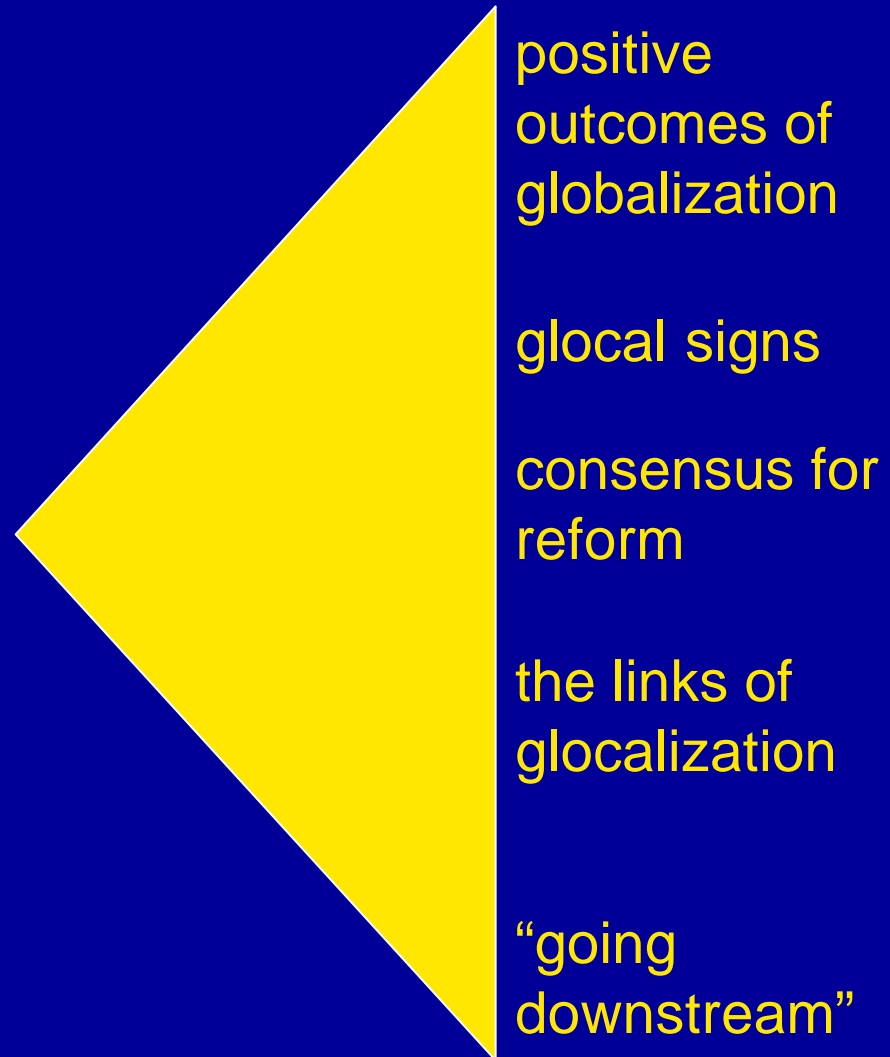 positive
outcomes of
globalization
glocal signs
consensus for
reform
the links of
glocalization
“going
downstream”